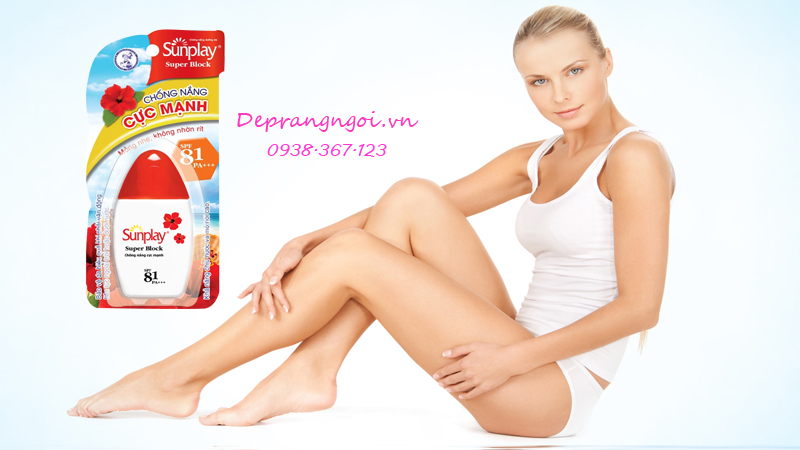 Sunplay
Super Block
CHỐNG NẮNG
CỰC MẠNH
Mỏng nhẹ, không nhờn rít
SPF
81
PA+++
Sunplay
Super Block
Chống nắng cực mạnh
SPF
81
PA+++
Deprangngoi.vn
0938·367·123